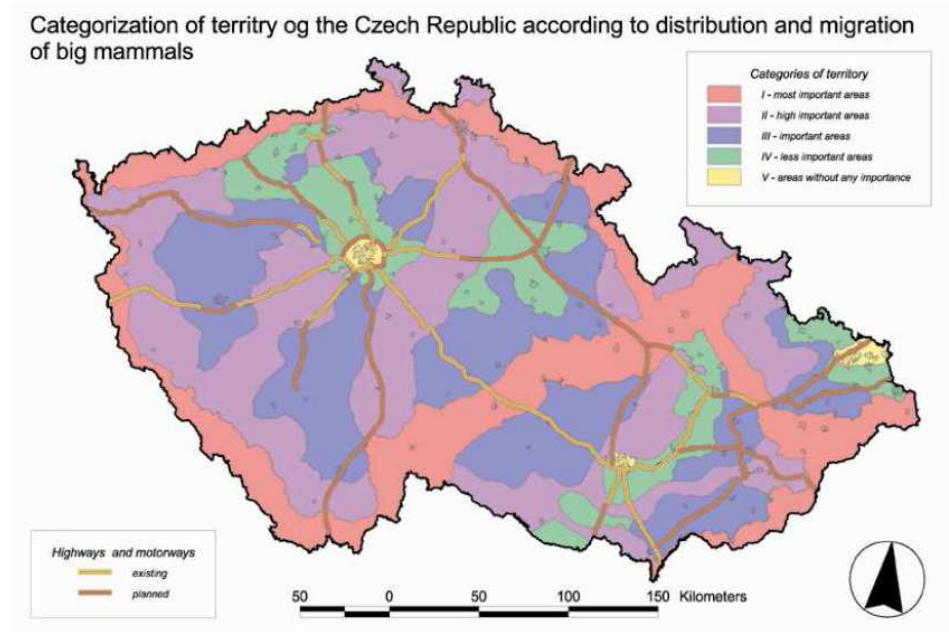 Categorization of territry og the Czech Republic according to distribution and migration
of big mammals
Categories of territory
I - most important areas
II - high important areas
III - important areas
IV - less important areas
V - areas without any importance
Highways and motorways
existing
planned
50 0 50 100 150 Kilometers